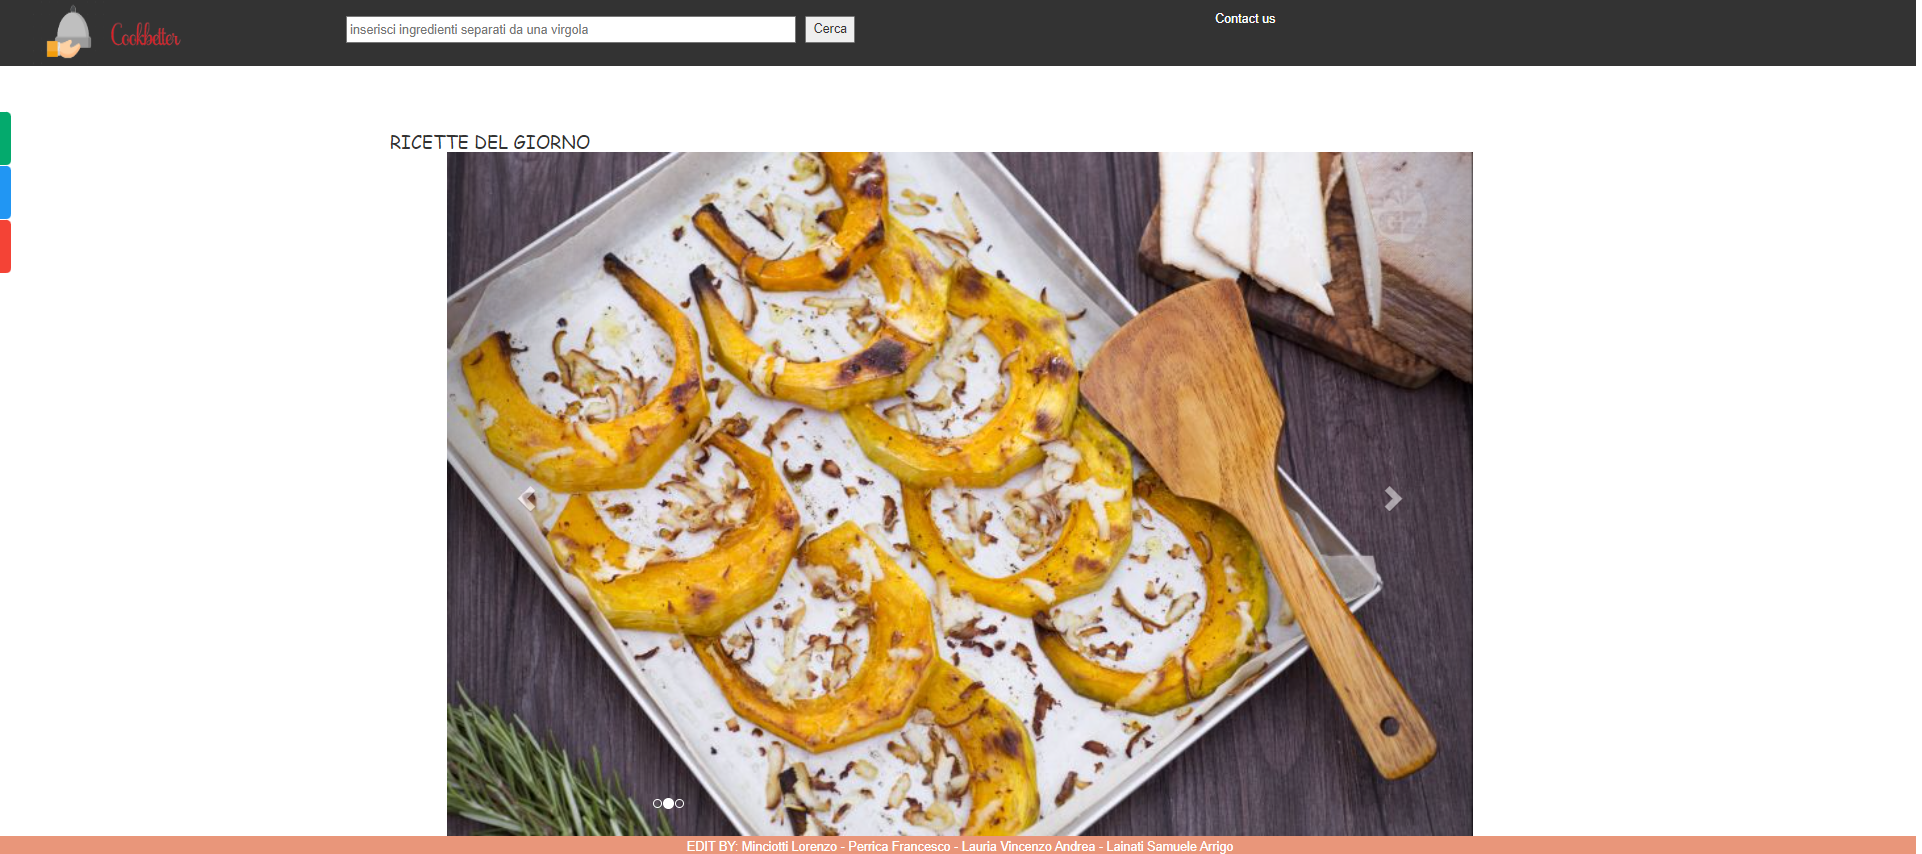 Cookbetter
inserisci ingredienti separati da una virgola
Cerca
Contact us
RICETTE DEL GIORNO
GZ
EDIT BY: Minciotti Lorenzo - Perrica Francesco - Lauria Vincenzo Andrea - Lainati Samuele Arrigo